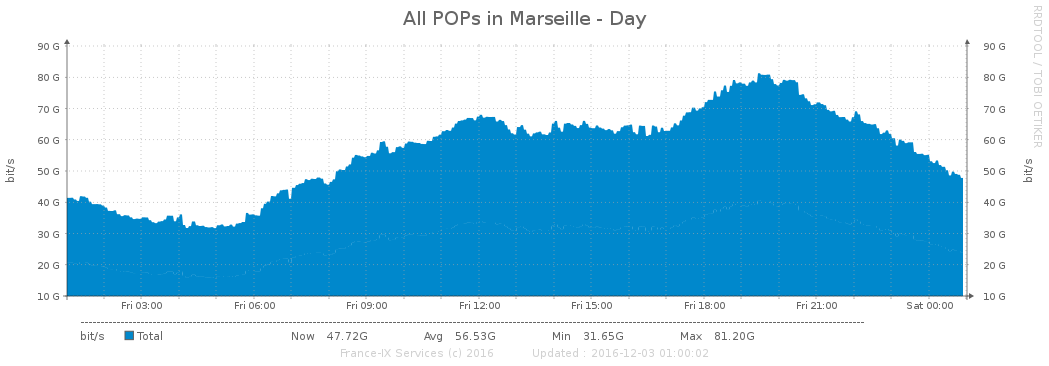 All POPs in Marseille - Day
RRDTOOL / TOBI OETIKER
90 G 90 G
80 G 80 G
70 G 70 G
60 G 60 G
50 G 50 G
40 G 40 G
30 G 30 G
20 G 20 G
10 G 10 G
bit/s
bit/s
Fri 03:00 Fri 06:00 Fri 09:00 Fri 12:00 Fri 15:00 Fri 18:00 Fri 21:00 Sat 00:00
bit/s Total Now 47.72G Avg 56.53G Min 31.65G Max 81.20G
France-IX Services (c) 2016 Updated : 2016-12-03 01:00:02